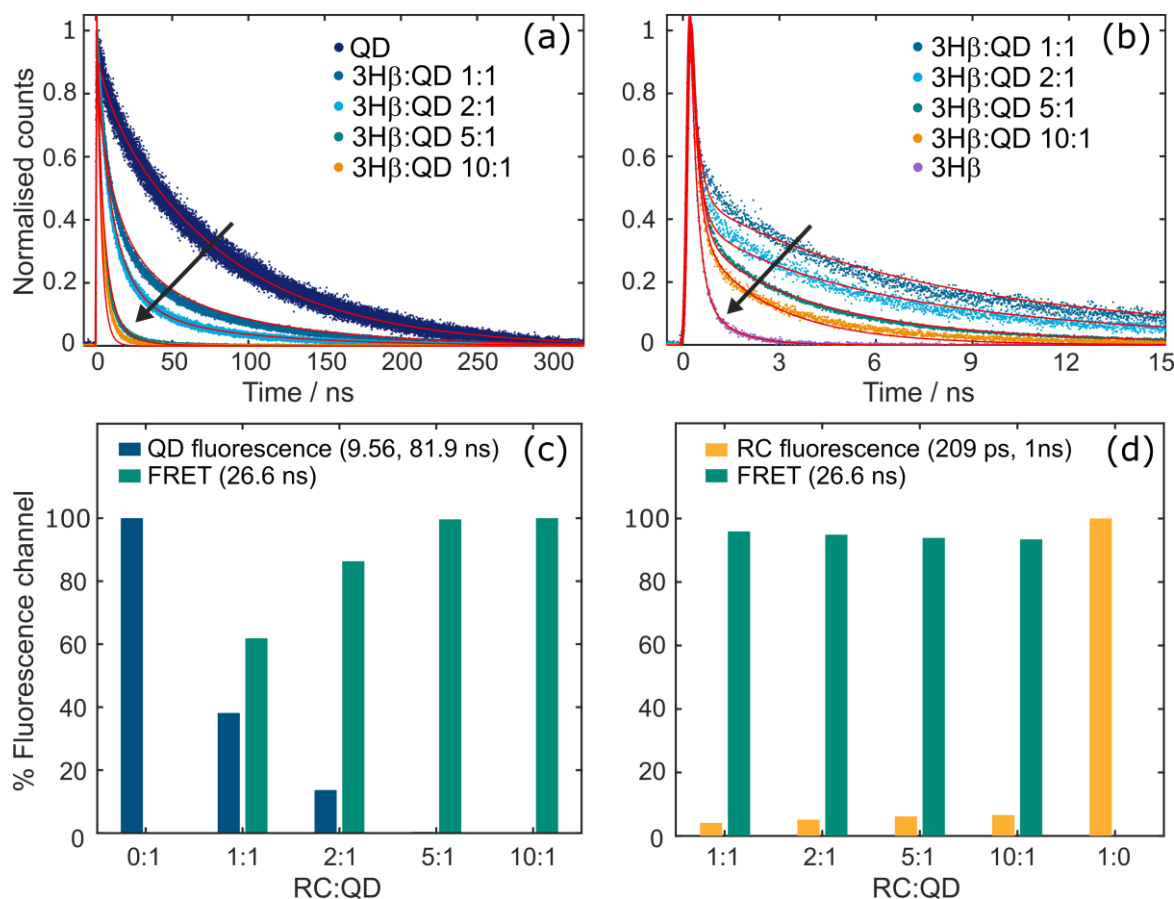 (a)
QD
3Hβ:QD 1:1
3Hβ:QD 2:1
3Hβ:QD 5:1
3Hβ:QD 10:1
Normalised counts
1
0.8
0.6
0.4
0.2
0
0 50 100 150 200 250 300
Time / ns
(b)
3Hβ:QD 1:1
3Hβ:QD 2:1
3Hβ:QD 5:1
3Hβ:QD 10:1
3Hβ
1
0.8
0.6
0.4
0.2
0
0 3 6 9 12 15
Time / ns
(c)
QD fluorescence (9.56, 81.9 ns)
FRET (26.6 ns)
% Fluorescence channel
100
80
60
40
20
0
0:1 1:1 2:1 5:1 10:1
RC:QD
(d)
RC fluorescence (209 ps, 1ns)
FRET (26.6 ns)
100
80
60
40
20
0
1:1 2:1 5:1 10:1 1:0
RC:QD